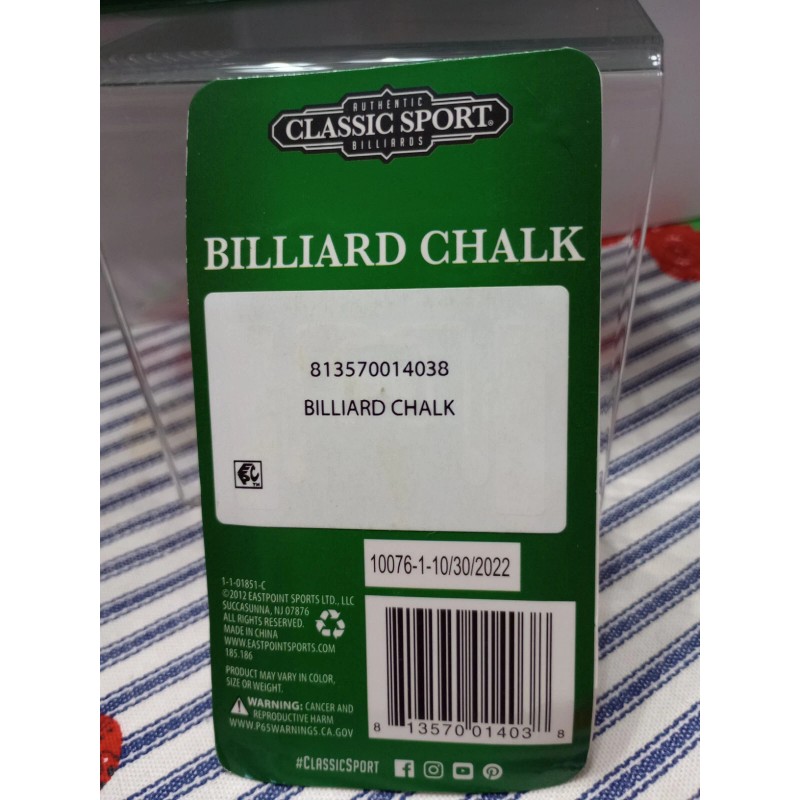 AUTHENTIC
CLASSIC SPORT®
BILLIARDS
BILLIARD CHALK
813570014038
BILLIARD CHALK
10076-1-10/30/2022
1-1-01851-C
©2012 EASTPOINT SPORTS LTD., LLC
SUCCASUNNA, NJ 07876
ALL RIGHTS RESERVED.
MADE IN CHINA
WWW.EASTPOINTSPORTS.COM
185.186
PRODUCT MAY VARY IN COLOR,
SIZE OR WEIGHT.
WARNING: CANCER AND
REPRODUCTIVE HARM
WWW.P65WARNINGS.CA.GOV
8 13570 01403 8
#CLASSICSPORT